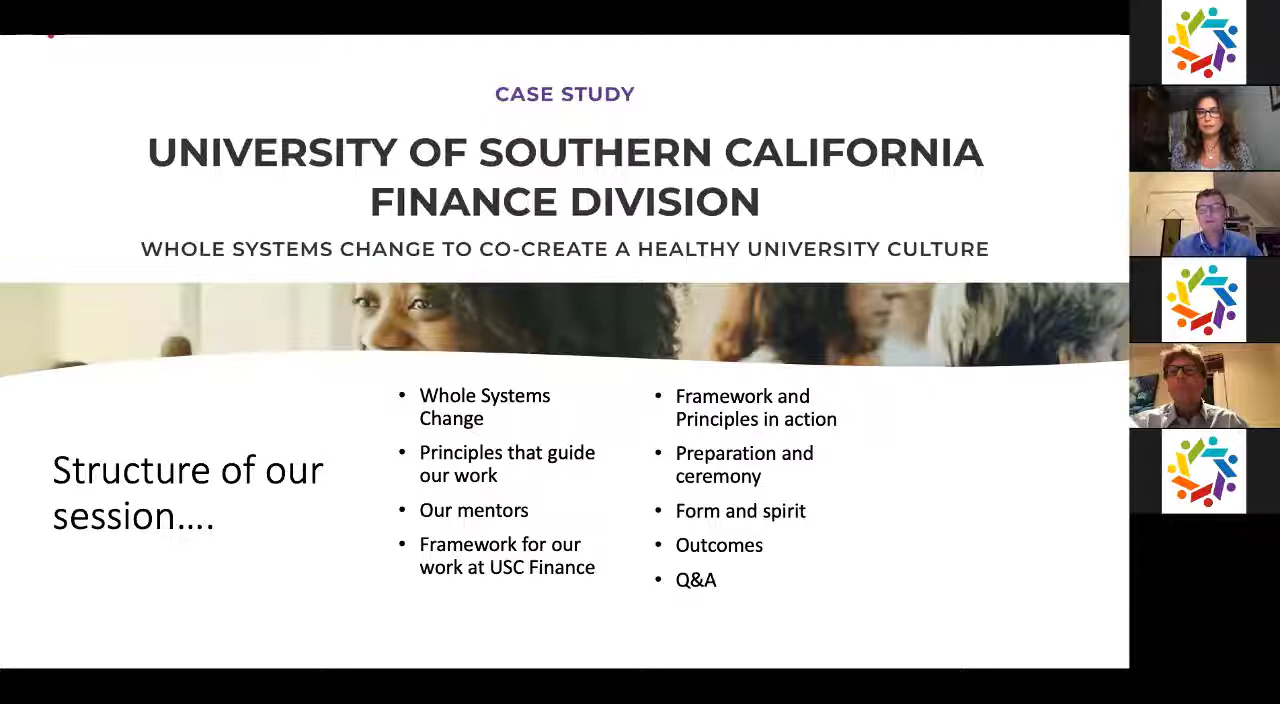 CASE STUDY
UNIVERSITY OF SOUTHERN CALIFORNIA
FINANCE DIVISION
WHOLE SYSTEMS CHANGE TO CO-CREATE A HEALTHY UNIVERSITY CULTURE
Structure of our
session....
• Whole Systems
Change
• Principles that guide
our work
• Our mentors
• Framework for our
work at USC Finance
• Framework and
Principles in action
• Preparation and
ceremony
• Form and spirit
• Outcomes
• Q&A